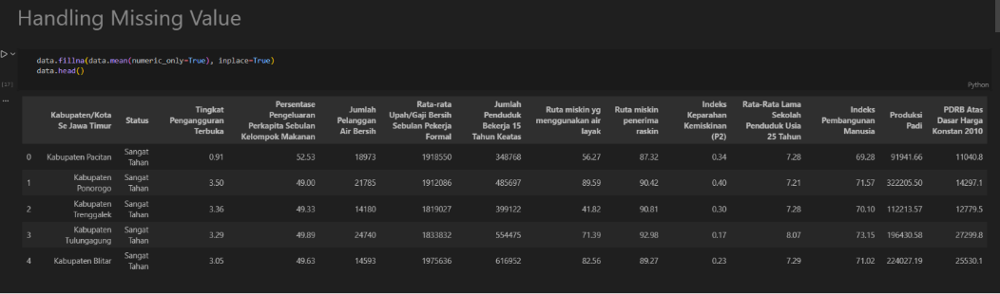 Handling Missing Value
data.fillna(data.mean(numeric_only=True), inplace=True)
data.head()
[17]
Python
...
Kabupaten/Kota Se Jawa Timur Status Tingkat Pengangguran Terbuka Persentase Pengeluaran Perkapita Sebulan Kelompok Makanan Jumlah Pelanggan Air Bersih Rata-rata Upah/Gaji Bersih Sebulan Pekerja Formal Jumlah Penduduk Bekerja 15 Tahun Keatas Ruta miskin yg menggunakan air layak Ruta miskin penerima raskin Indeks Keparahan Kemiskinan (P2) Rata-Rata Lama Sekolah Penduduk Usia 25 Tahun Indeks Pembangunan Manusia Produksi Padi PDRB Atas Dasar Harga Konstan 2010
0 Kabupaten Pacitan Sangat Tahan 0.91 52.53 18973 1918550 348768 56.27 87.32 0.34 7.28 69.28 91941.66 11040.8
1 Kabupaten Ponorogo Sangat Tahan 3.50 49.00 21785 1912086 485697 89.59 90.42 0.40 7.21 71.57 322205.50 14297.1
2 Kabupaten Trenggalek Sangat Tahan 3.36 49.33 14180 1819027 399122 41.82 90.81 0.30 7.28 70.10 112213.57 12779.5
3 Kabupaten Tulungagung Sangat Tahan 3.29 49.89 24740 1833832 554475 71.39 92.98 0.17 8.07 73.15 196430.58 27299.8
4 Kabupaten Blitar Sangat Tahan 3.05 49.63 14593 1975636 616952 82.56 89.27 0.23 7.29 71.02 224027.19 25530.1